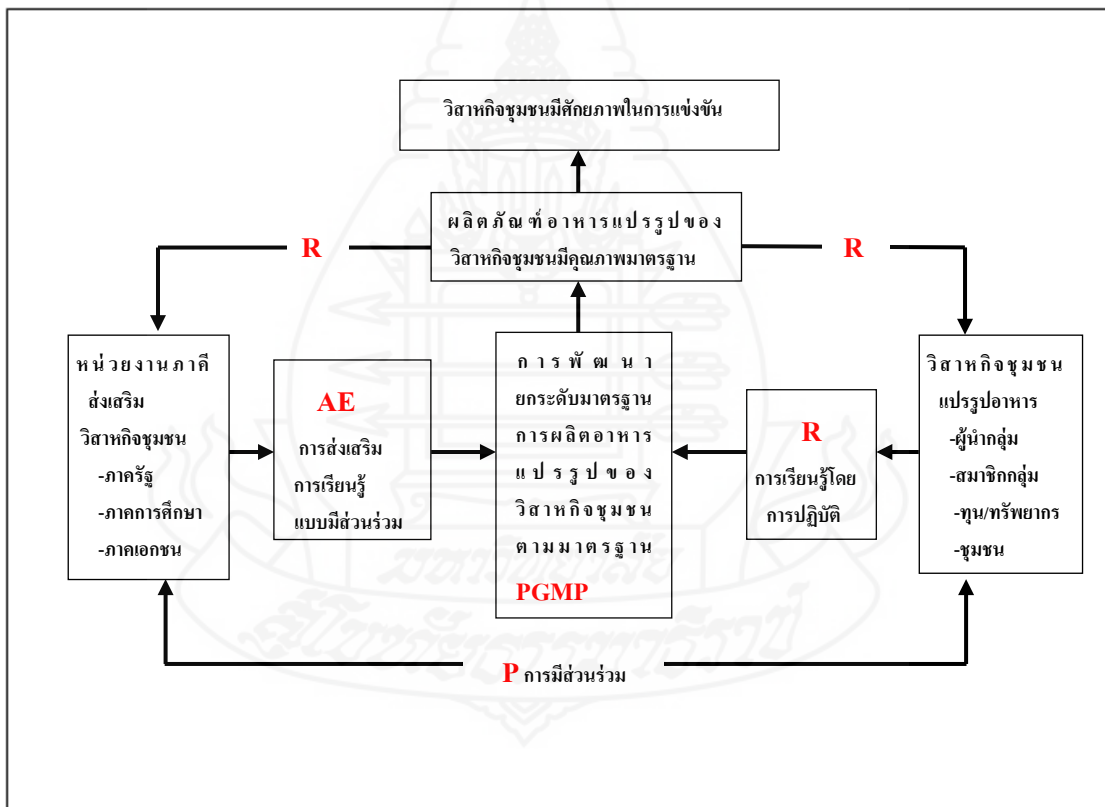 วิสาหกิจชุมชนมีศักยภาพในการแข่งขัน
ผลิตภัณฑ์อาหารแปรรูปของ
วิสาหกิจชุมชนมีคุณภาพมาตรฐาน
R
R
หน่วยงานภาคี
ส่งเสริม
วิสาหกิจชุมชน
-ภาครัฐ
-ภาคการศึกษา
-ภาคเอกชน
AE
การส่งเสริม
การเรียนรู้
แบบมีส่วนร่วม
การพัฒนา
ยกระดับมาตรฐาน
การผลิตอาหาร
แปรรูปของ
วิสาหกิจชุมชน
ตามมาตรฐาน
PGMP
R
การเรียนรู้โดย
การปฏิบัติ
วิสาหกิจชุมชน
แปรรูปอาหาร
-ผู้นำกลุ่ม
-สมาชิกกลุ่ม
-ทุน/ทรัพยากร
-ชุมชน
P การมีส่วนร่วม